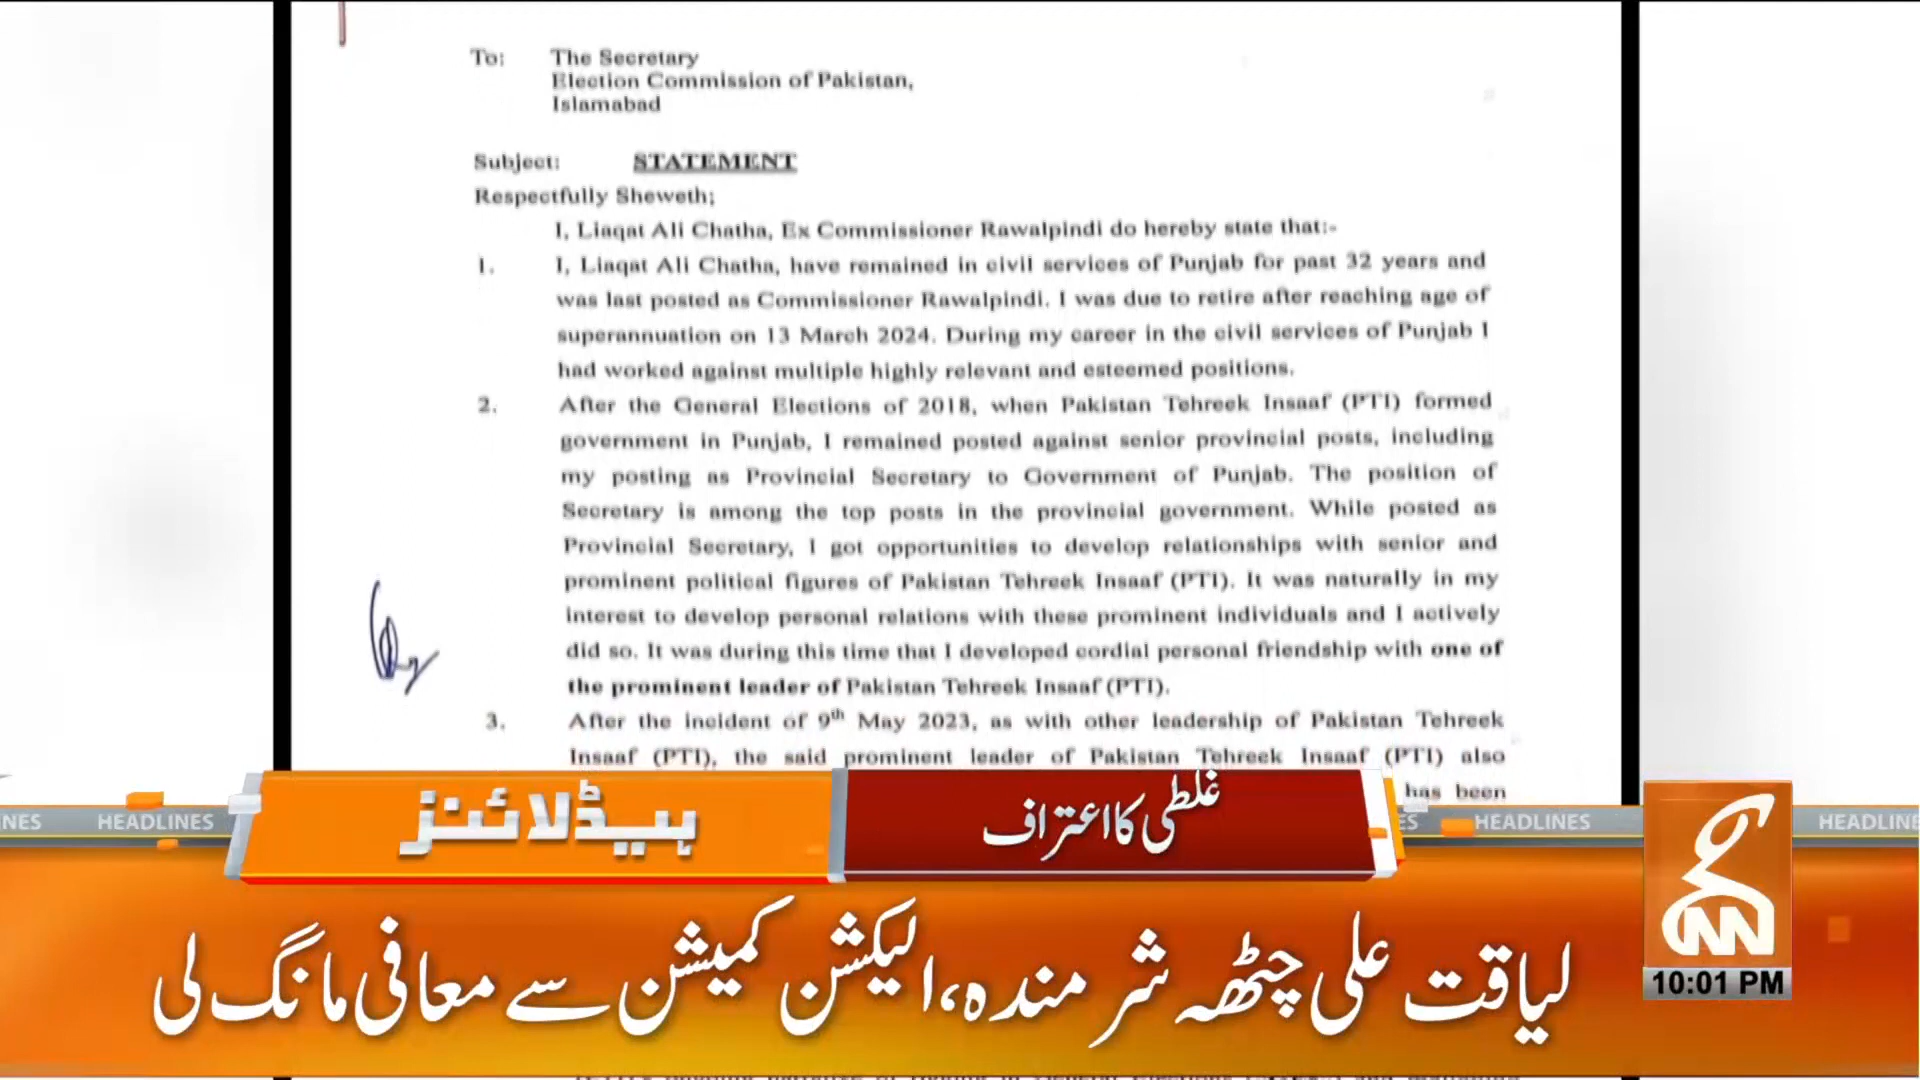 To: The Secretary
Election Commission of Pakistan,
Islamabad
Subject: STATEMENT
Respectfully Sheweth;
I, Liaqat Ali Chatha, Ex Commissioner Rawalpindi do hereby state that:-
1. I, Liaqat Ali Chatha, have remained in civil services of Punjab for past 32 years and
was last posted as Commissioner Rawalpindi. I was due to retire after reaching age of
superannuation on 13 March 2024. During my career in the civil services of Punjab I
had worked against multiple highly relevant and esteemed positions.
2. After the General Elections of 2018, when Pakistan Tehreek Insaaf (PTI) formed
government in Punjab, I remained posted against senior provincial posts, including
my posting as Provincial Secretary to Government of Punjab. The position of
Secretary is among the top posts in the provincial government. While posted as
Provincial Secretary, I got opportunities to develop relationships with senior and
prominent political figures of Pakistan Tehreek Insaaf (PTI). It was naturally in my
interest to develop personal relations with these prominent individuals and I actively
did so. It was during this time that I developed cordial personal friendship with one of
the prominent leader of Pakistan Tehreek Insaaf (PTI).
3. After the incident of 9th May 2023, as with other leadership of Pakistan Tehreek
Insaaf (PTI), the said prominent leader of Pakistan Tehreek Insaaf (PTI) also
has been
غلطی کا اعتراف
ہیڈلائنز
NES HEADLINES ES HEADLINES HEADLINE
لیاقت علی چٹھہ شرمندہ، الیکشن کمیشن سے معافی مانگ لی
GNN
10:01 PM